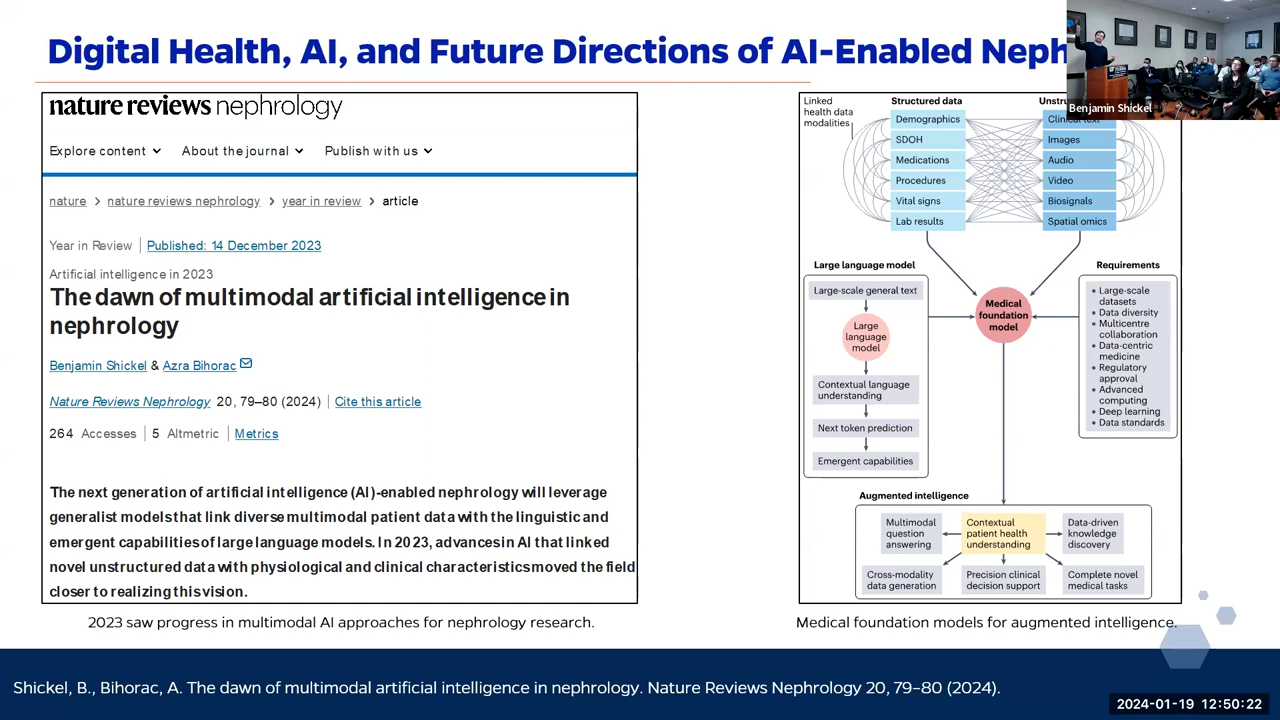 Digital Health, AI, and Future Directions of AI-Enabled Neph
Benjamin Shickel
nature reviews nephrology
Explore content
About the journal
Publish with us
nature > nature reviews nephrology > year in review > article
Year in Review | Published: 14 December 2023
Artificial intelligence in 2023
The dawn of multimodal artificial intelligence in
nephrology
Benjamin Shickel & Azra Bihorac
Nature Reviews Nephrology 20, 79–80 (2024) | Cite this article
264 Accesses | 5 Altmetric | Metrics
The next generation of artificial intelligence (AI)-enabled nephrology will leverage
generalist models that link diverse multimodal patient data with the linguistic and
emergent capabilities of large language models. In 2023, advances in AI that linked
novel unstructured data with physiological and clinical characteristics moved the field
closer to realizing this vision.
2023 saw progress in multimodal AI approaches for nephrology research.
Linked
health data
modalities
Structured data
Demographics
SDOH
Medications
Procedures
Vital signs
Lab results
Unst
Clinical text
Images
Audio
Video
Biosignals
Spatial omics
Large language model
Large-scale general text
Large
language
model
Contextual language
understanding
Next token prediction
Emergent capabilities
Medical
foundation
model
Requirements
• Large-scale
datasets
• Data diversity
• Multicentre
collaboration
• Data-centric
medicine
• Regulatory
approval
• Advanced
computing
• Deep learning
• Data standards
Augmented intelligence
Multimodal
question
answering
Contextual
patient health
understanding
Data-driven
knowledge
discovery
Cross-modality
data generation
Precision clinical
decision support
Complete novel
medical tasks
Medical foundation models for augmented intelligence.
Shickel, B., Bihorac, A. The dawn of multimodal artificial intelligence in nephrology. Nature Reviews Nephrology 20, 79–80 (2024).
2024-01-19 12:50:22